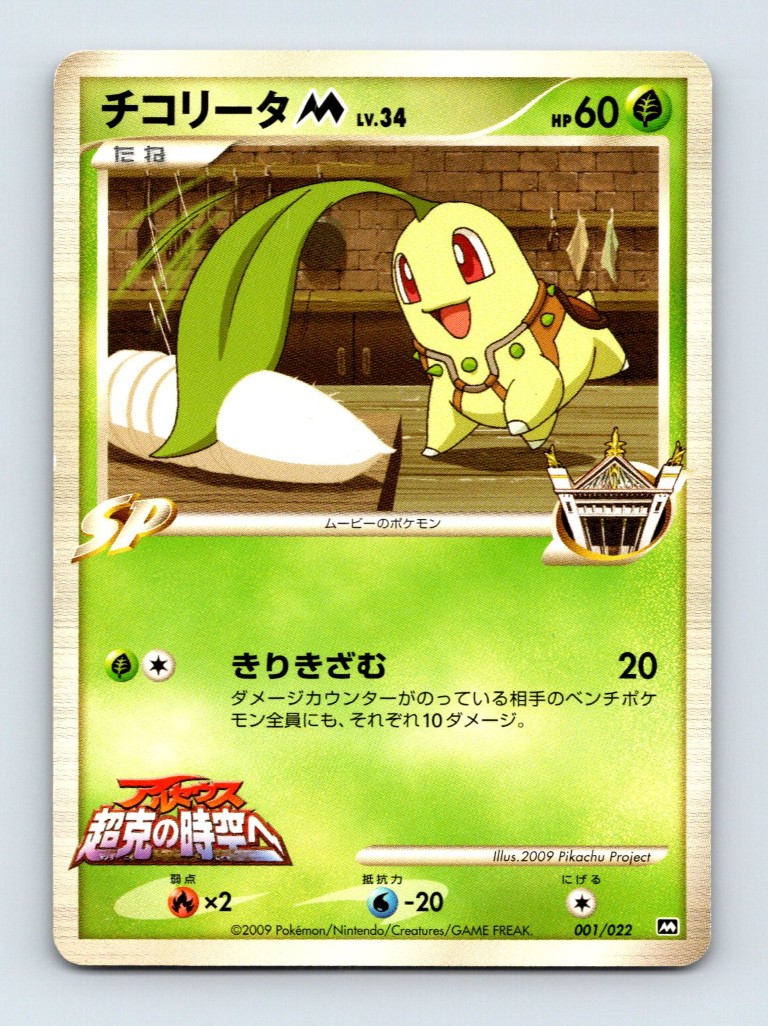 チコリータM LV.34 HP60
たね
SP
ムービーのポケモン
きりきざむ 20
ダメージカウンターがのっている相手のベンチポケ
モン全員にも、それぞれ10ダメージ。
アルセウス
超克の時空へ
Illus.2009 Pikachu Project
弱点 抵抗力 にげる
×2 -20
©2009 Pokémon/Nintendo/Creatures/GAME FREAK. 001/022 M